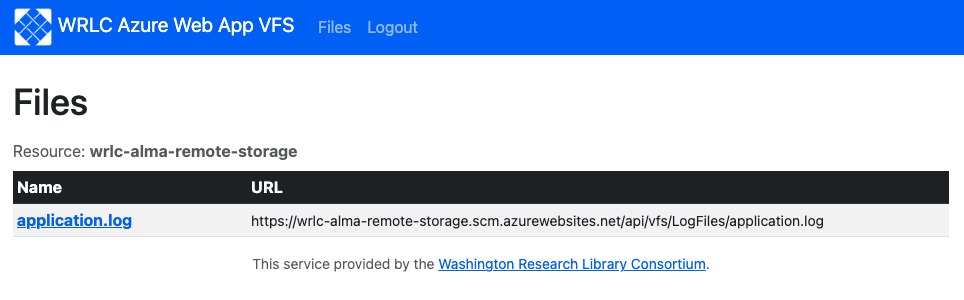 WRLC Azure Web App VFS Files Logout
Files
Resource: wrlc-alma-remote-storage
Name URL
application.log https://wrlc-alma-remote-storage.scm.azurewebsites.net/api/vfs/LogFiles/application.log
This service provided by the Washington Research Library Consortium.